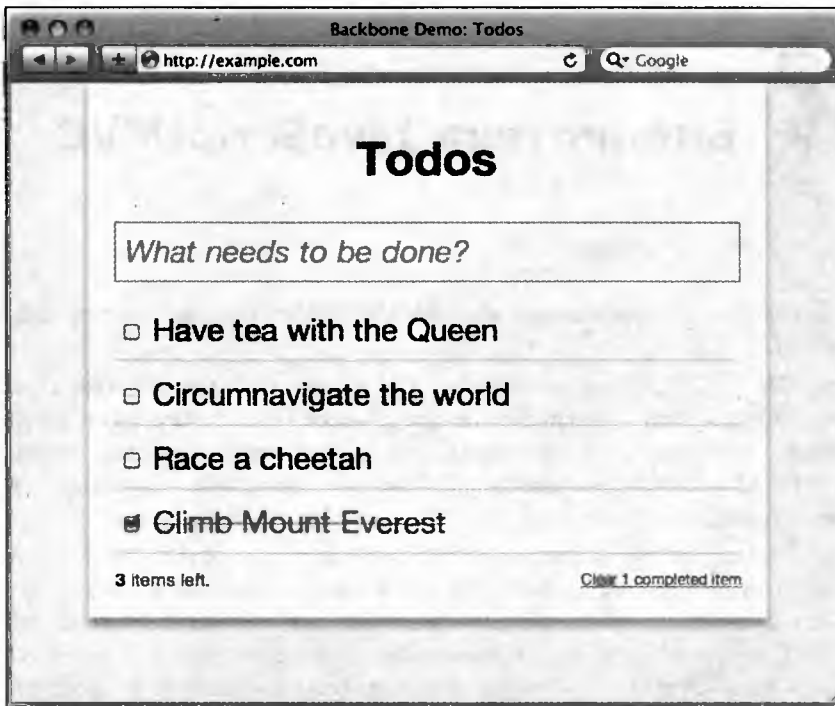 Backbone Demo: Todos
http://example.com
Google
Todos
What needs to be done?
Have tea with the Queen
Circumnavigate the world
Race a cheetah
Climb Mount Everest
3 items left.
Clear 1 completed item